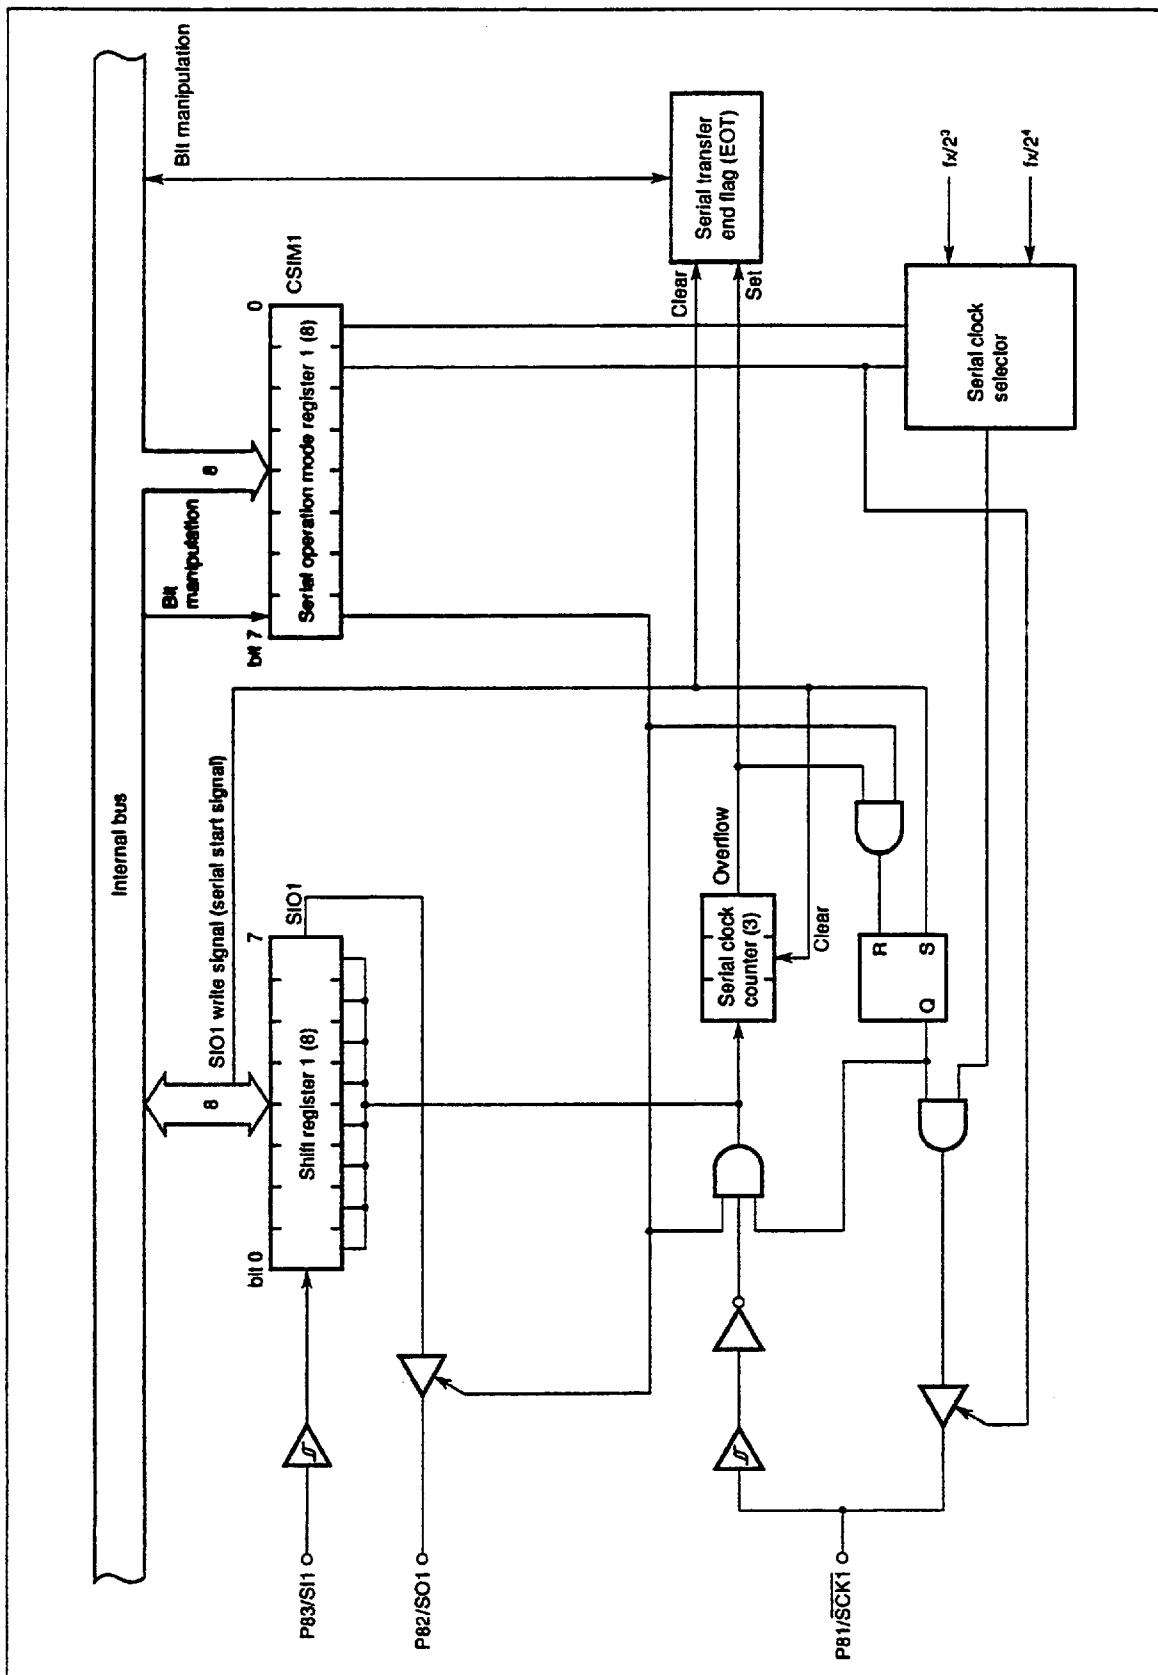 Internal bus
Bit manipulation
SIO1 write signal (serial start signal)
8
bit 0
7
Shift register 1 (8)
SIO1
Bit
manipulation
8
bit 7
0
Serial operation mode register 1 (8)
CSIM1
P83/SI1
P82/SO1
Serial clock
counter (3)
Overflow
Clear
Clear
Set
Serial transfer
end flag (EOT)
R
S
Q
Serial clock
selector
fx/2³
fx/2⁴
P81/S̅C̅K̅1̅